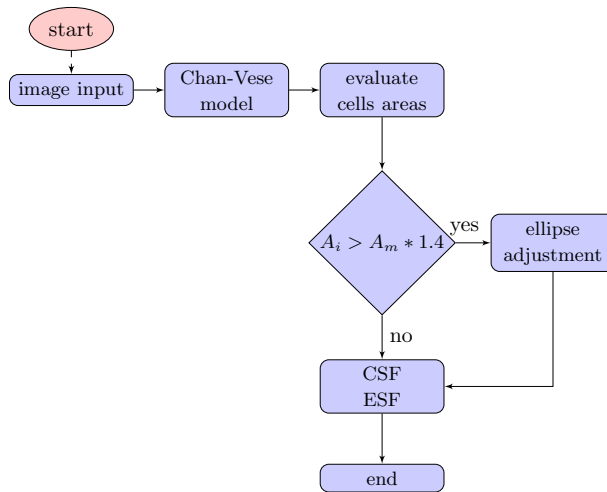 start
image input
Chan-Vese
model
evaluate
cells areas
A_i > A_m * 1.4
yes
ellipse
adjustment
no
CSF
ESF
end